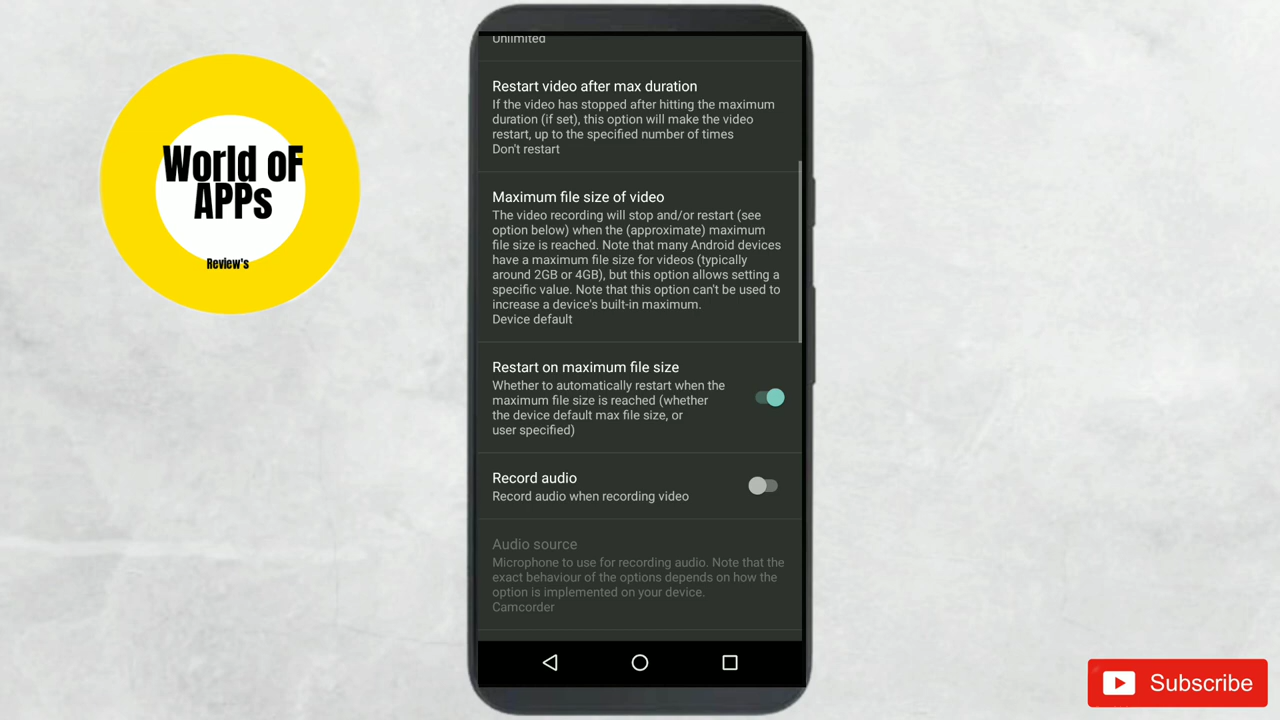 World oF
APPs
Review's
Unlimited
Restart video after max duration
If the video has stopped after hitting the maximum
duration (if set), this option will make the video
restart, up to the specified number of times
Don't restart
Maximum file size of video
The video recording will stop and/or restart (see
option below) when the (approximate) maximum
file size is reached. Note that many Android devices
have a maximum file size for videos (typically
around 2GB or 4GB), but this option allows setting a
specific value. Note that this option can't be used to
increase a device's built-in maximum.
Device default
Restart on maximum file size
Whether to automatically restart when the
maximum file size is reached (whether
the device default max file size, or
user specified)
Record audio
Record audio when recording video
Audio source
Microphone to use for recording audio. Note that the
exact behaviour of the options depends on how the
option is implemented on your device.
Camcorder
Subscribe